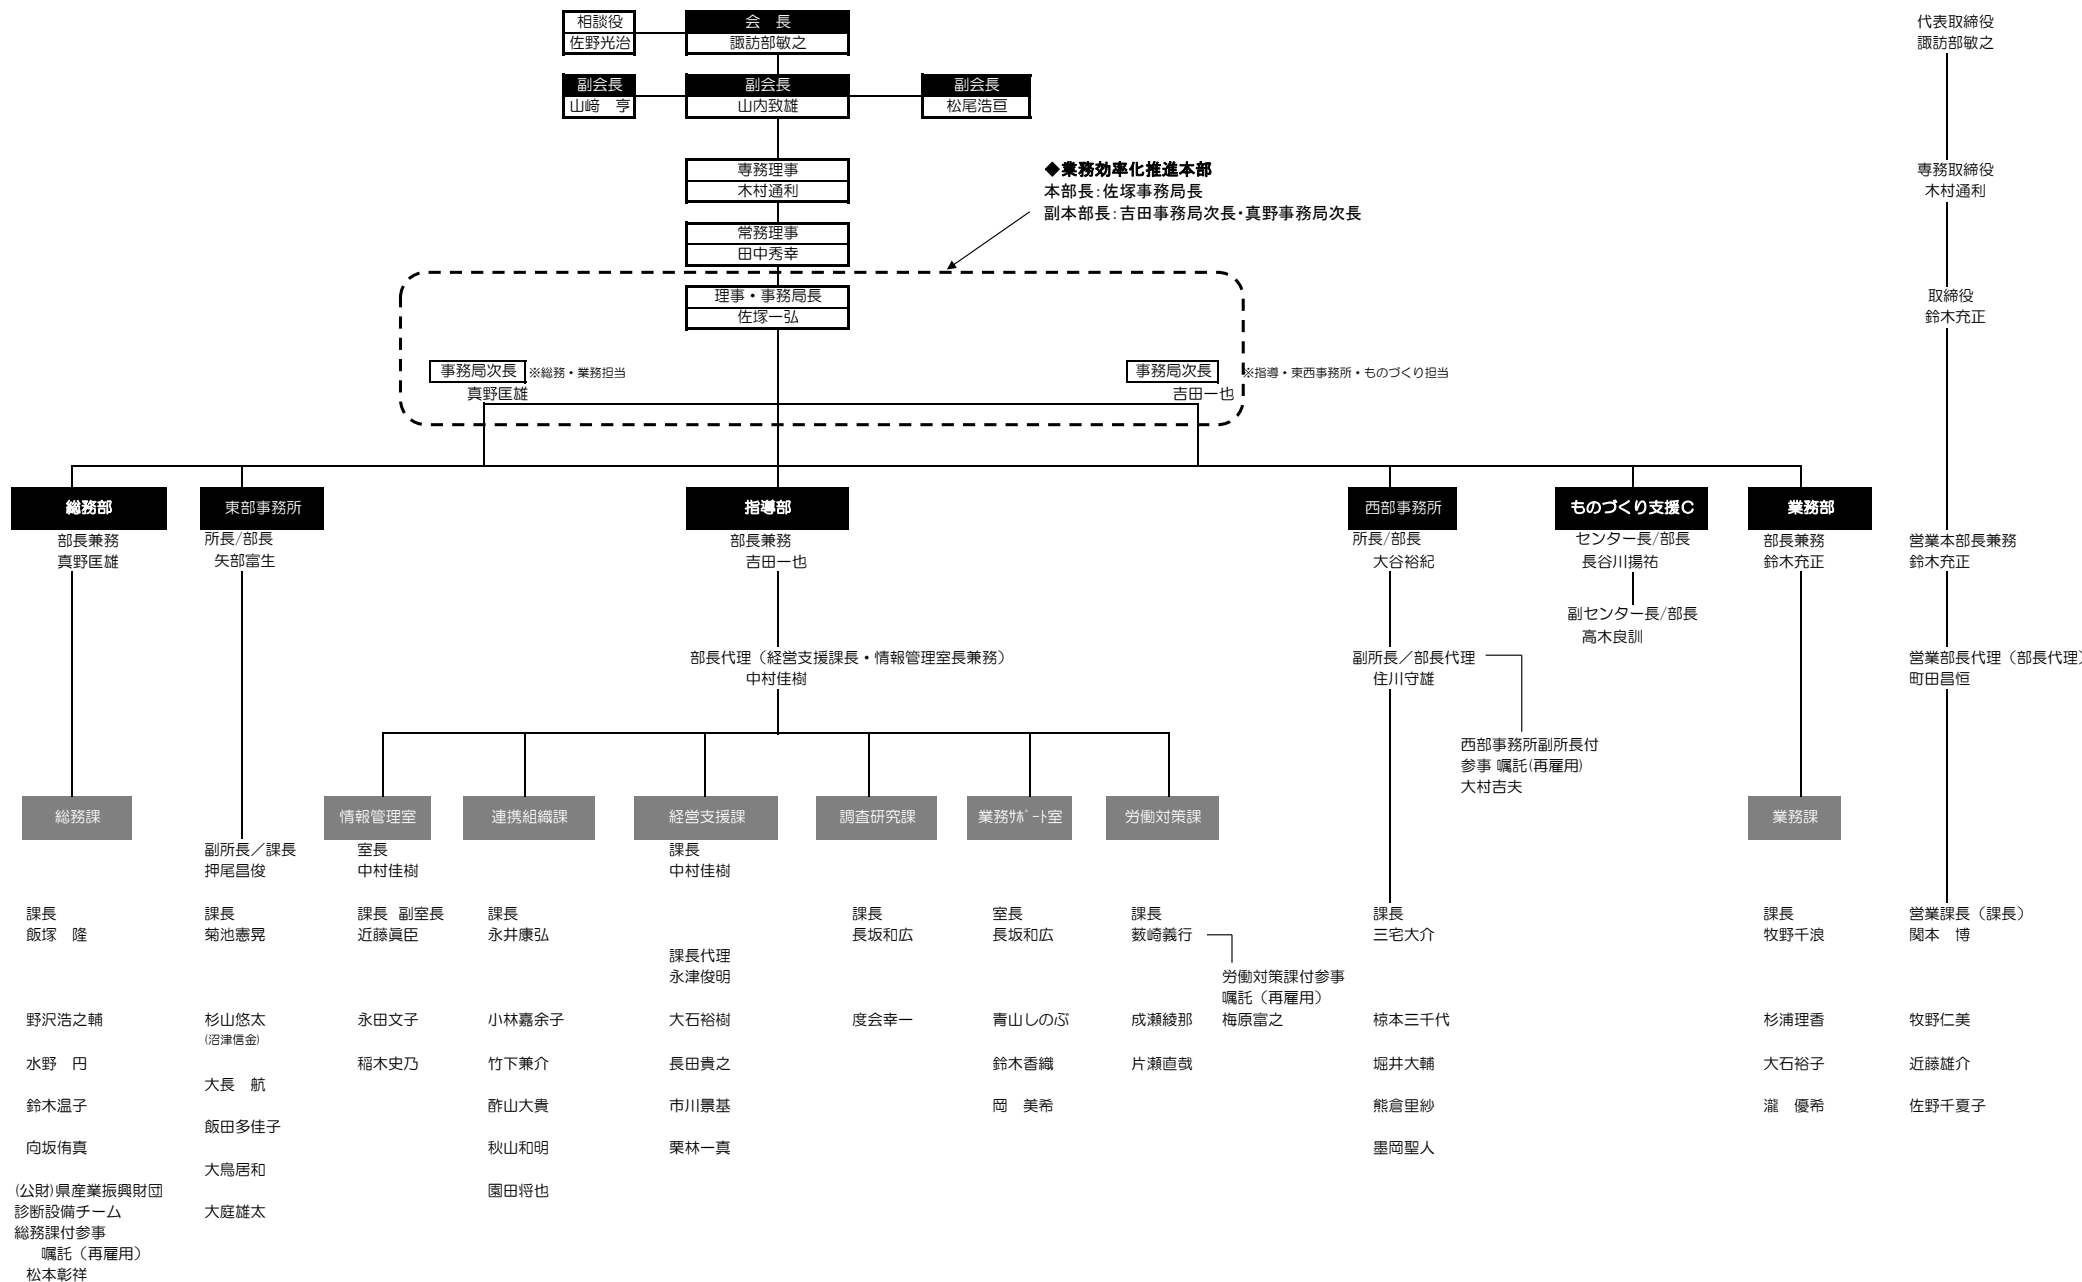 相談役
佐野光治
会　長
諏訪部敏之
副会長
山﨑　亨
副会長
山内致雄
副会長
松尾浩亘
専務理事
木村通利
常務理事
田中秀幸
◆業務効率化推進本部
本部長：佐塚事務局長
副本部長：吉田事務局次長・真野事務局次長
理事・事務局長
佐塚一弘
事務局次長 ※総務・業務担当
真野匡雄
事務局次長 ※指導・東西事務所・ものづくり担当
吉田一也
総務部
部長兼務
真野匡雄
総務課
課長
飯塚　隆
野沢浩之輔
水野　円
鈴木温子
向坂侑真
(公財)県産業振興財団
診断設備チーム
総務課付参事
嘱託（再雇用）
松本彰祥
東部事務所
所長/部長
矢部富生
副所長／課長
押尾昌俊
課長
菊池憲晃
杉山悠太
(沼津信金)
大長　航
飯田多佳子
大鳥居和
大庭雄太
指導部
部長兼務
吉田一也
部長代理（経営支援課長・情報管理室長兼務）
中村佳樹
情報管理室
室長
中村佳樹
課長 副室長
近藤眞臣
永田文子
稲木史乃
連携組織課
課長
永井康弘
小林嘉余子
竹下兼介
酢山大貴
秋山和明
園田将也
経営支援課
課長
中村佳樹
課長代理
永津俊明
大石裕樹
長田貴之
市川景基
栗林一真
調査研究課
課長
長坂和広
度会幸一
業務ｻﾎﾟｰﾄ室
室長
長坂和広
青山しのぶ
鈴木香織
岡　美希
労働対策課
課長
薮崎義行
労働対策課付参事
嘱託（再雇用）
梅原富之
成瀬綾那
片瀬直哉
西部事務所
所長/部長
大谷裕紀
副所長／部長代理
住川守雄
西部事務所副所長付
参事 嘱託(再雇用)
大村吉夫
課長
三宅大介
椋本三千代
堀井大輔
熊倉里紗
墨岡聖人
ものづくり支援Ｃ
センター長/部長
長谷川揚祐
副センター長/部長
高木良訓
業務部
部長兼務
鈴木充正
業務課
課長
牧野千浪
杉浦理香
大石裕子
瀧　優希
代表取締役
諏訪部敏之
専務取締役
木村通利
取締役
鈴木充正
営業本部長兼務
鈴木充正
営業部長代理（部長代理）
町田昌恒
営業課長（課長）
関本　博
牧野仁美
近藤雄介
佐野千夏子